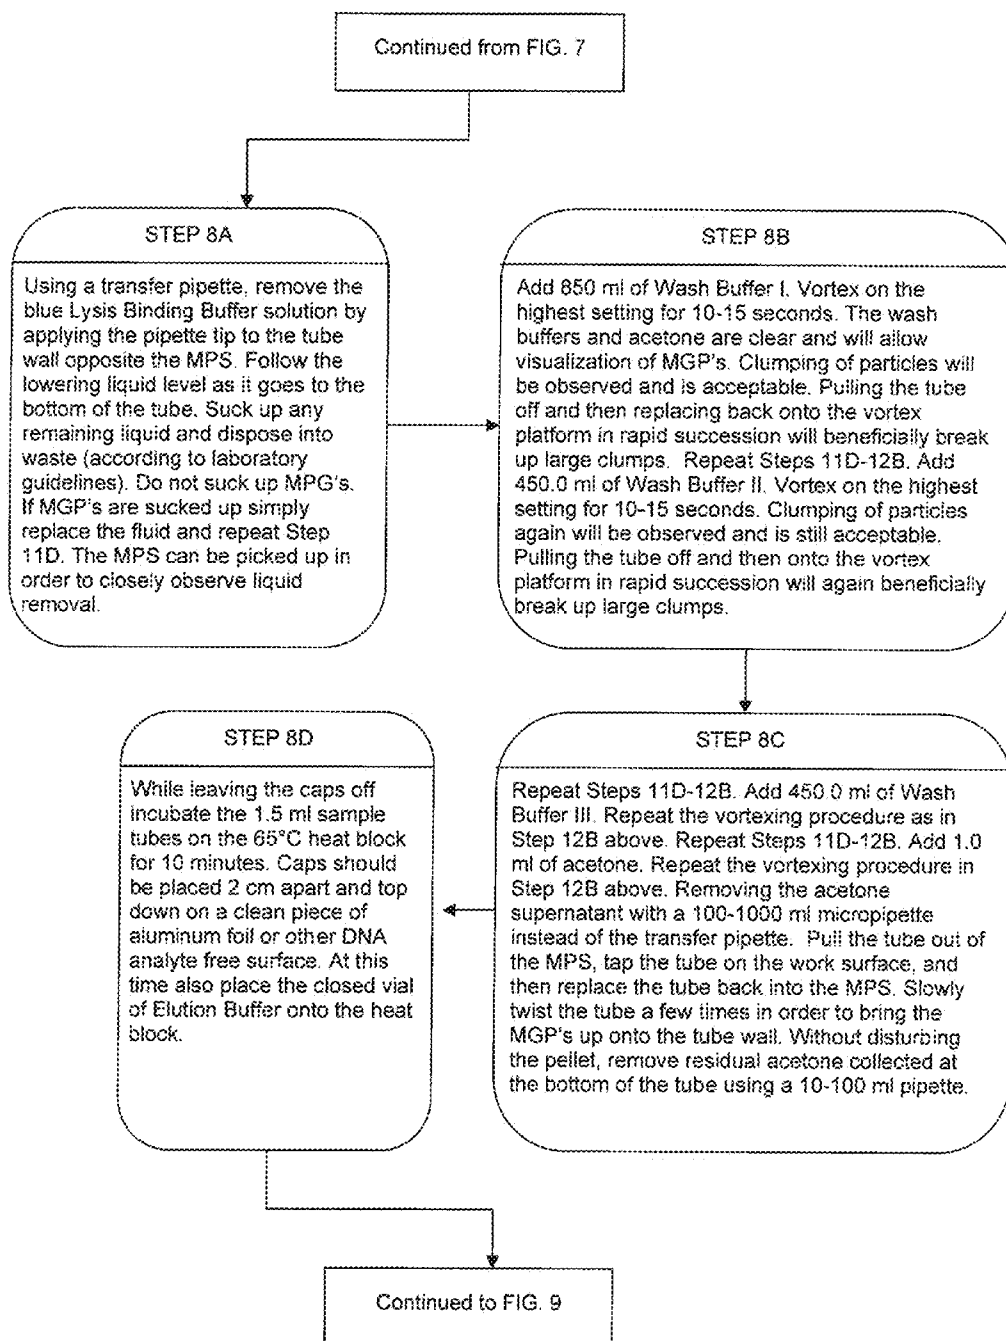 Continued from FIG. 7
STEP 8A
Using a transfer pipette, remove the
blue Lysis Binding Buffer solution by
applying the pipette tip to the tube
wall opposite the MPS. Follow the
lowering liquid level as it goes to the
bottom of the tube. Suck up any
remaining liquid and dispose into
waste (according to laboratory
guidelines). Do not suck up MPG's.
If MGP's are sucked up simply
replace the fluid and repeat Step
11D. The MPS can be picked up in
order to closely observe liquid
removal.
STEP 8B
Add 850 ml of Wash Buffer I. Vortex on the
highest setting for 10-15 seconds. The wash
buffers and acetone are clear and will allow
visualization of MGP's. Clumping of particles will
be observed and is acceptable. Pulling the tube
off and then replacing back onto the vortex
platform in rapid succession will beneficially break
up large clumps. Repeat Steps 11D-12B. Add
450.0 ml of Wash Buffer II. Vortex on the highest
setting for 10-15 seconds. Clumping of particles
again will be observed and is still acceptable.
Pulling the tube off and then onto the vortex
platform in rapid succession will again beneficially
break up large clumps.
STEP 8C
Repeat Steps 11D-12B. Add 450.0 ml of Wash
Buffer III. Repeat the vortexing procedure as in
Step 12B above. Repeat Steps 11D-12B. Add 1.0
ml of acetone. Repeat the vortexing procedure in
Step 12B above. Removing the acetone
supernatant with a 100-1000 ml micropipette
instead of the transfer pipette. Pull the tube out of
the MPS, tap the tube on the work surface, and
then replace the tube back into the MPS. Slowly
twist the tube a few times in order to bring the
MGP's up onto the tube wall. Without disturbing
the pellet, remove residual acetone collected at
the bottom of the tube using a 10-100 ml pipette.
STEP 8D
While leaving the caps off
incubate the 1.5 ml sample
tubes on the 65°C heat block
for 10 minutes. Caps should
be placed 2 cm apart and top
down on a clean piece of
aluminum foil or other DNA
analyte free surface. At this
time also place the closed vial
of Elution Buffer onto the heat
block.
Continued to FIG. 9